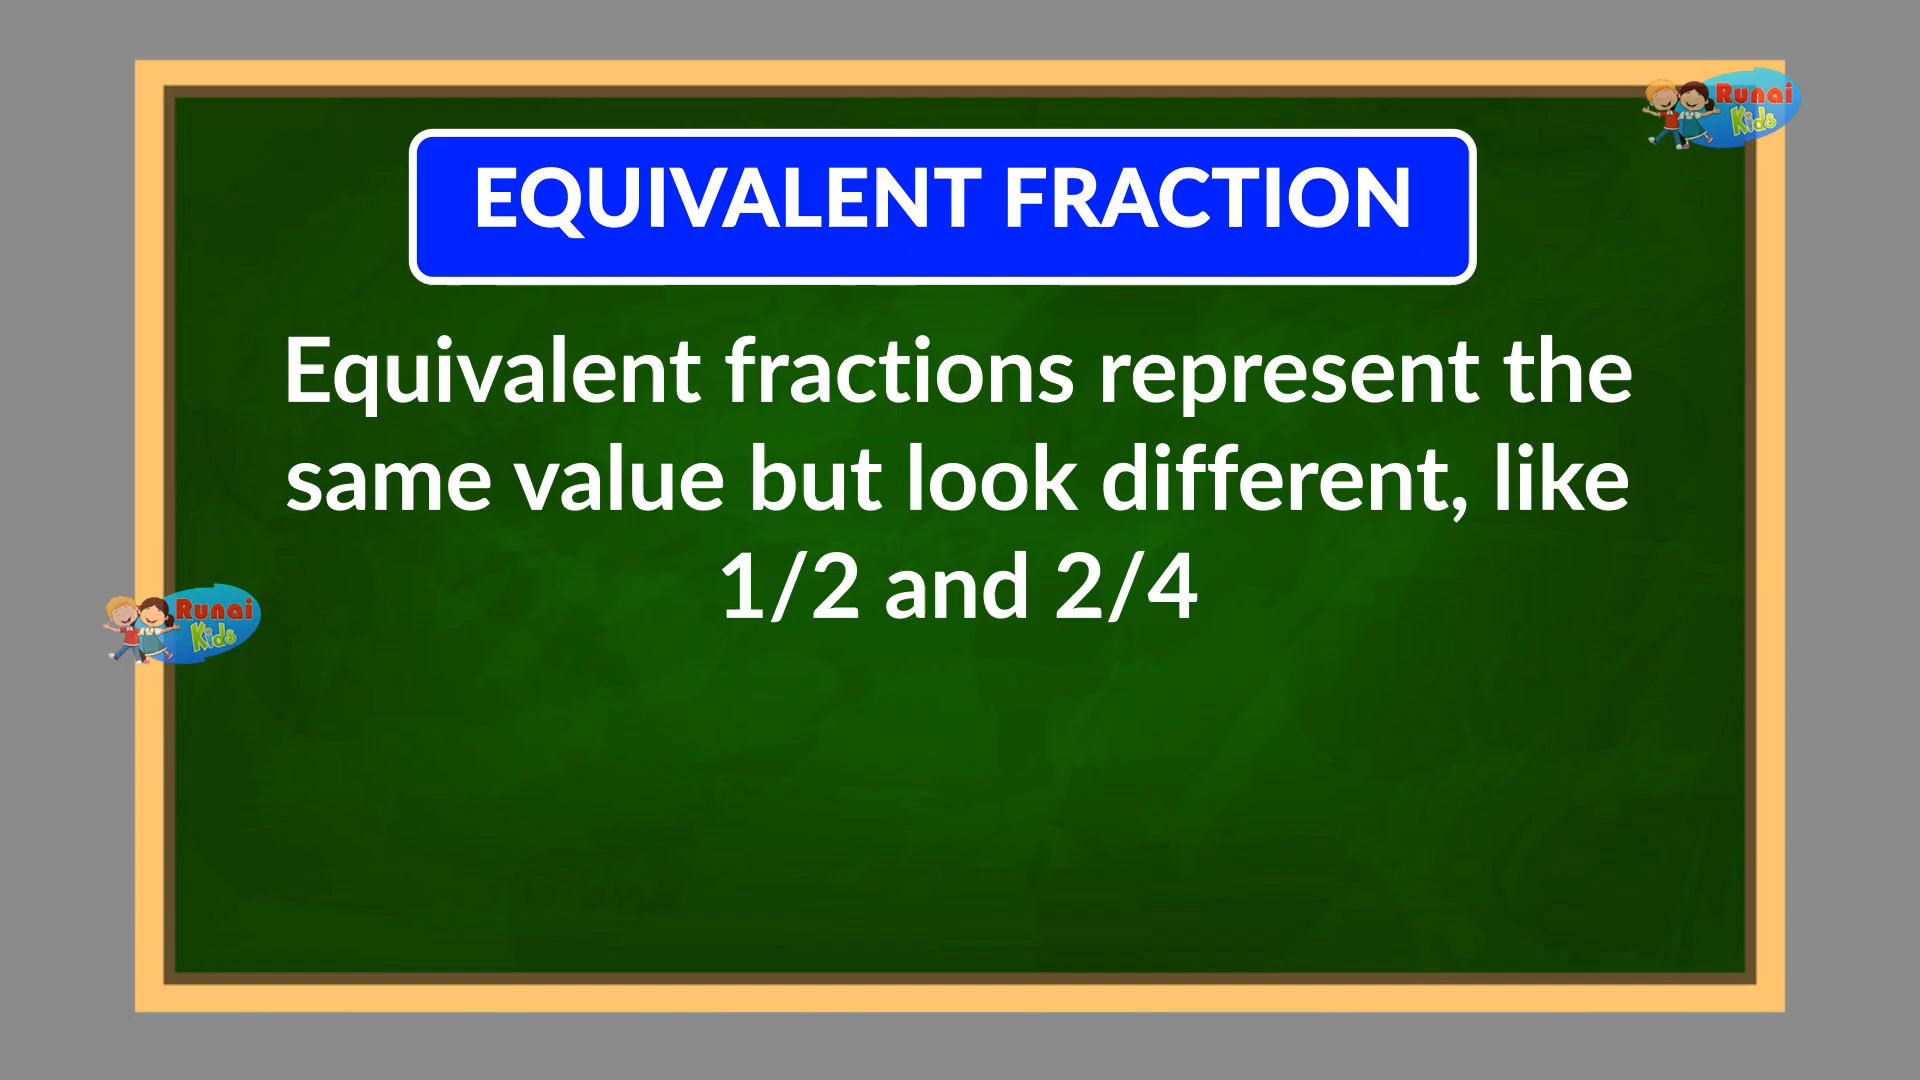 Runai
Kids
EQUIVALENT FRACTION
Equivalent fractions represent the
same value but look different, like
1/2 and 2/4
Runai
Kids